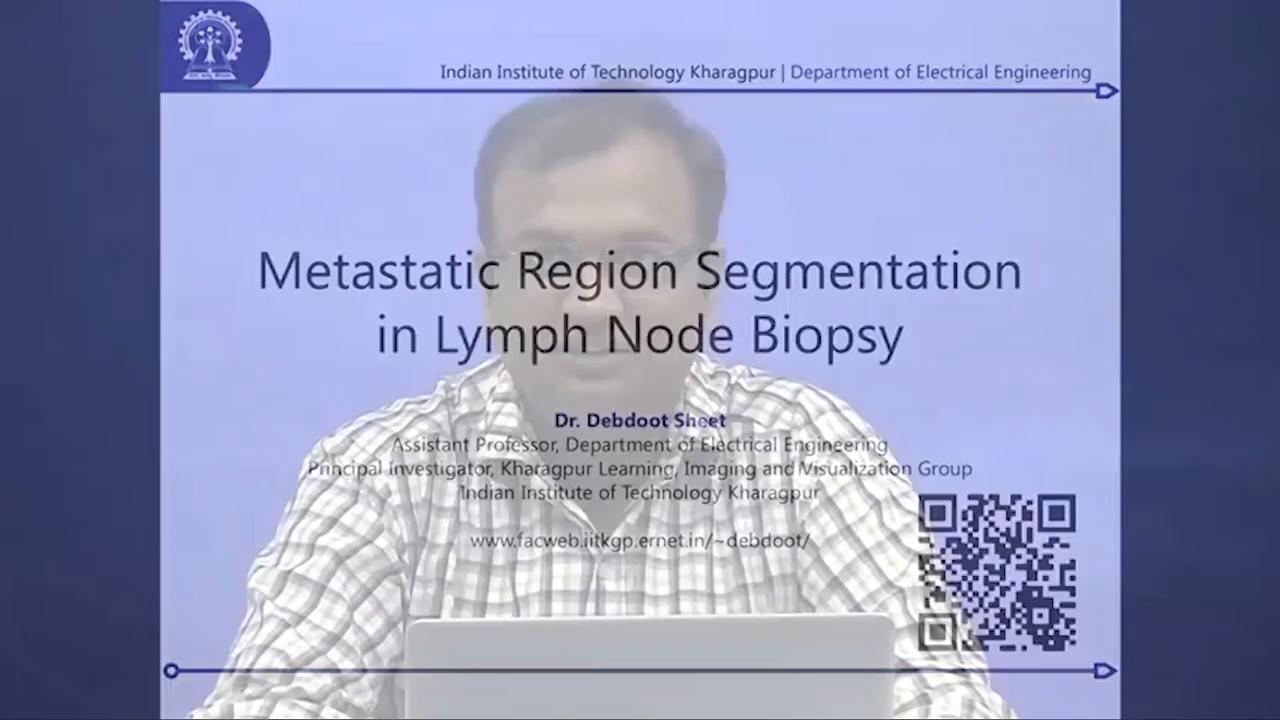 Indian Institute of Technology Kharagpur | Department of Electrical Engineering
Metastatic Region Segmentation
in Lymph Node Biopsy
Dr. Debdoot Sheet
Assistant Professor, Department of Electrical Engineering
Principal Investigator, Kharagpur Learning, Imaging and Visualization Group
Indian Institute of Technology Kharagpur
www.facweb.iitkgp.ernet.in/~debdoot/